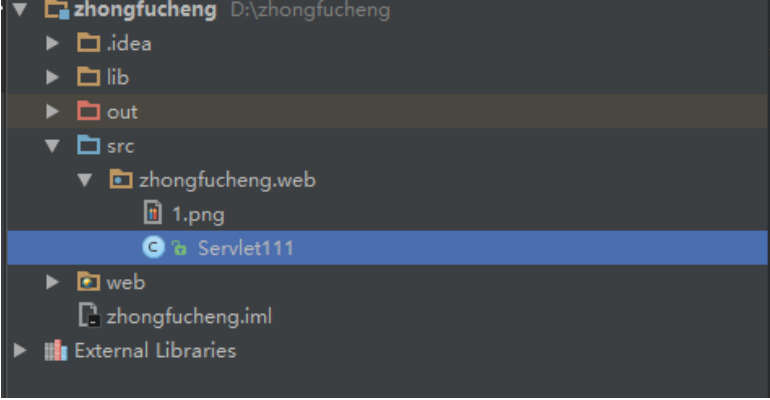 zhongfucheng D:\zhongfucheng
.idea
lib
out
src
zhongfucheng.web
1.png
C Servlet111
web
zhongfucheng.iml
External Libraries